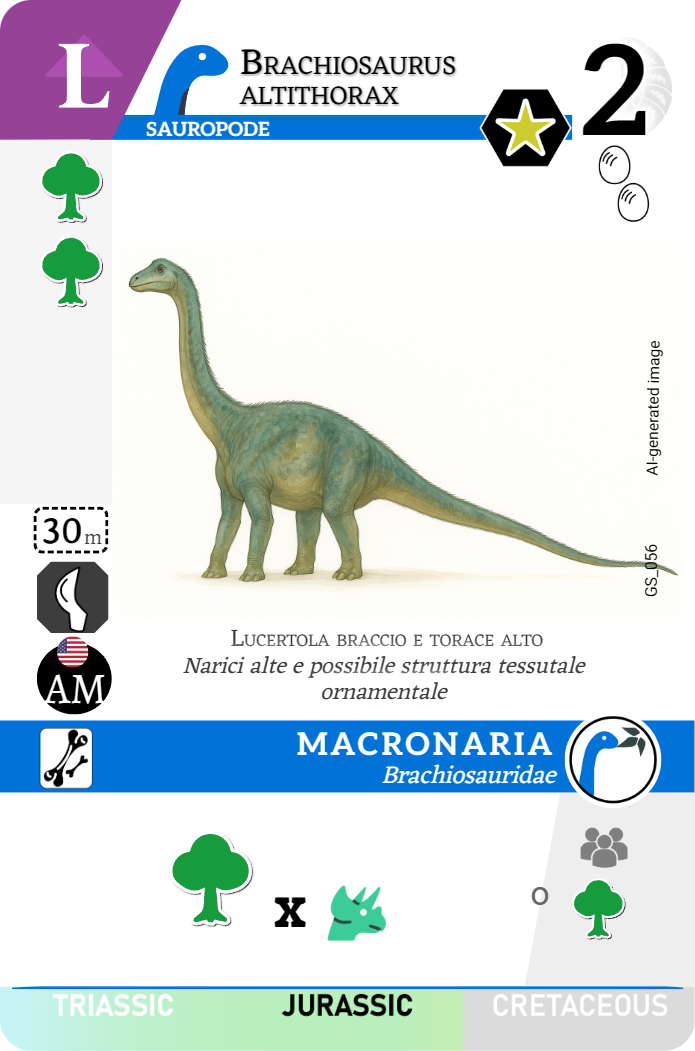 L
BRACHIOSAURUS
ALTITHORAX
2
SAUROPODE
AI-generated image
GS_056
30m
AM
LUCERTOLA BRACCIO E TORACE ALTO
Narici alte e possibile struttura tessutale
ornamentale
MACRONARIA
Brachiosauridae
x
o
TRIASSIC
JURASSIC
CRETACEOUS